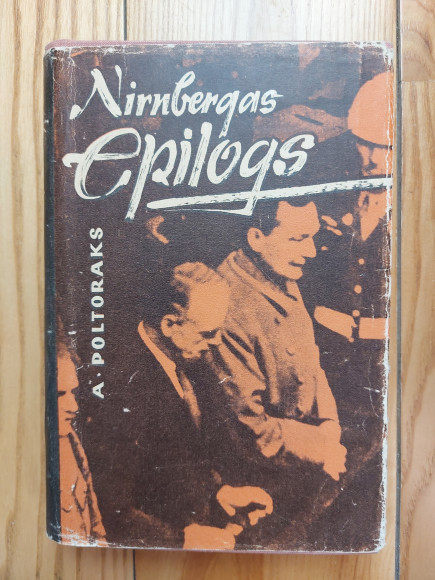 Nirnbergas
Epilogs
A. POLTORAKS